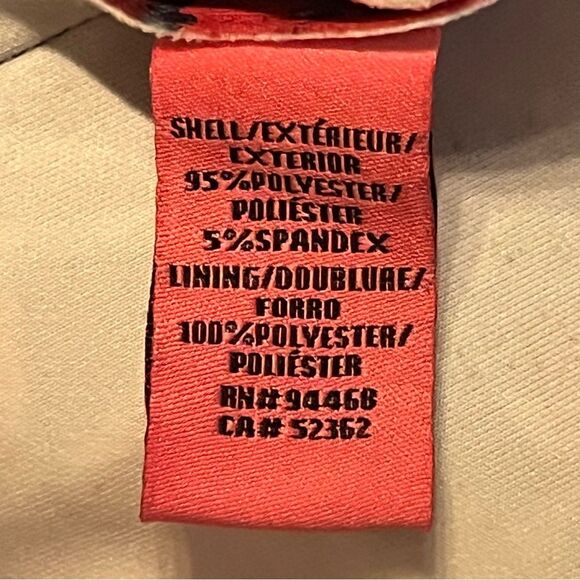 SHELL/EXTÉRIEUR/
EXTERIOR
95%POLYESTER/
POLIÉSTER
5%SPANDEX
LINING/DOUBLURE/
FORRO
100%POLYESTER/
POLIÉSTER
RN# 94468
CA# 52362